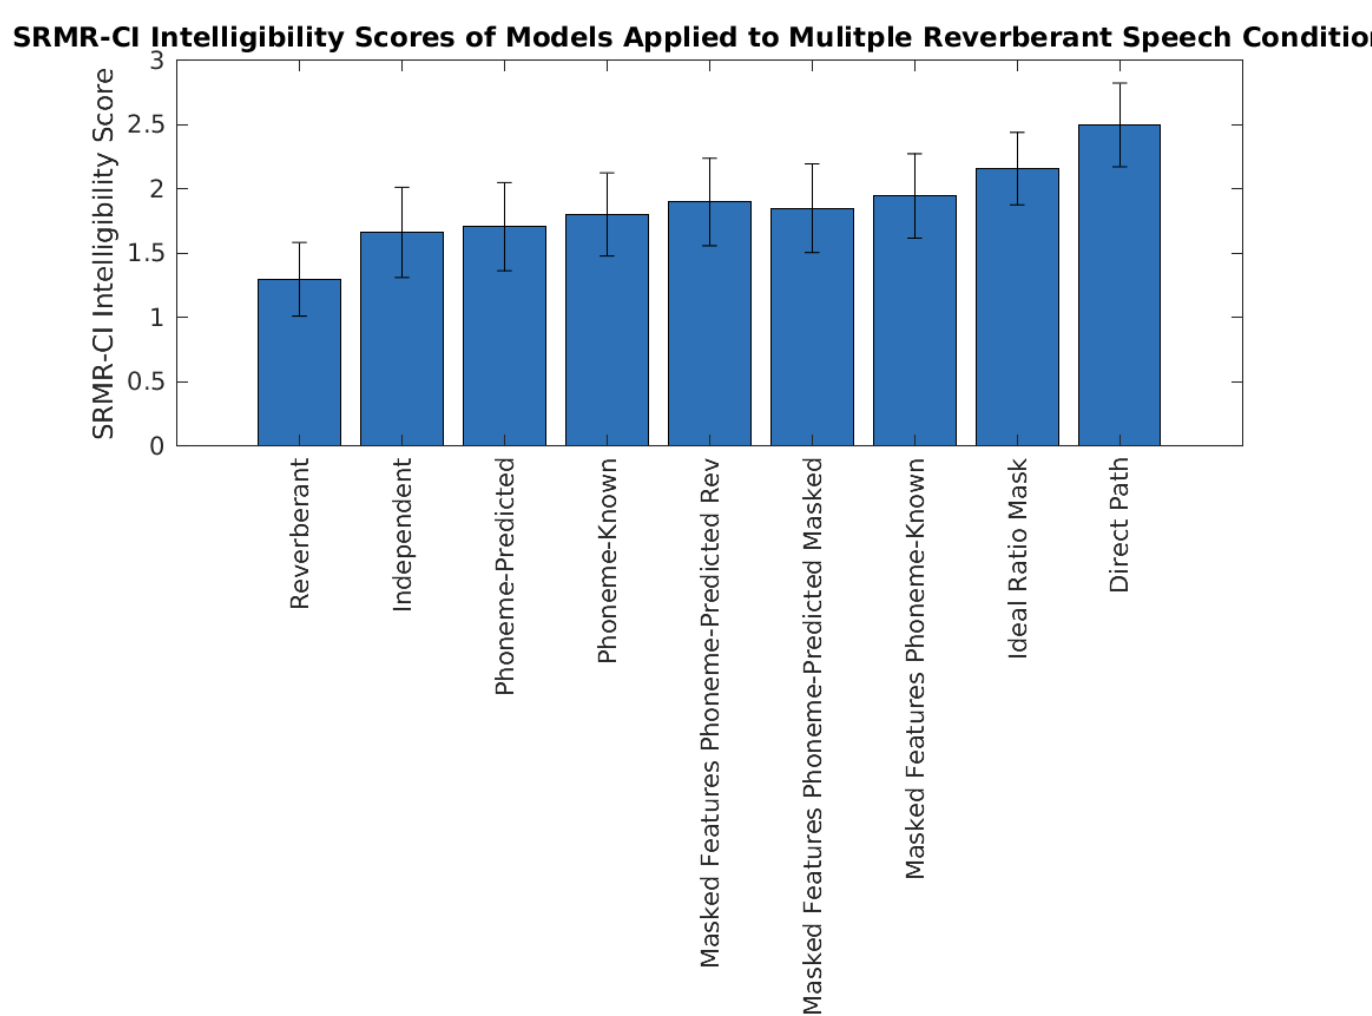 SRMR-CI Intelligibility Scores of Models Applied to Mulitple Reverberant Speech Condition
SRMR-CI Intelligibility Score
3
2.5
2
1.5
1
0.5
0
Reverberant
Independent
Phoneme-Predicted
Phoneme-Known
Masked Features Phoneme-Predicted Rev
Masked Features Phoneme-Predicted Masked
Masked Features Phoneme-Known
Ideal Ratio Mask
Direct Path